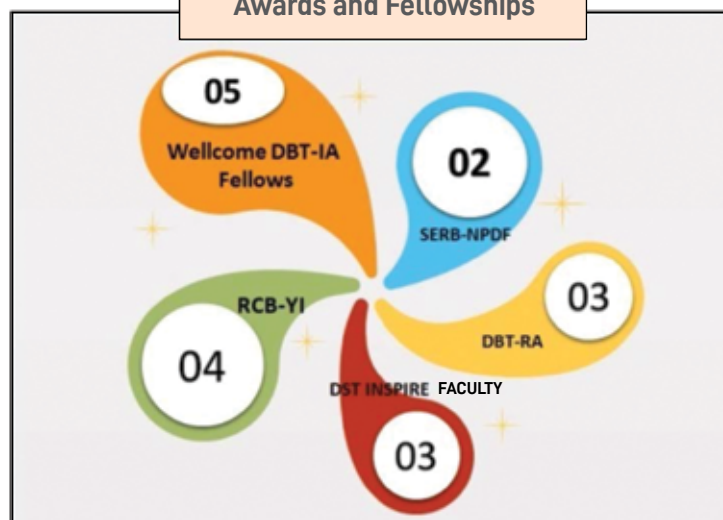 Awards and Fellowships
05
Wellcome DBT-IA
Fellows
02
SERB-NPDF
03
DBT-RA
RCB-YI
04
DST INSPIRE FACULTY
03